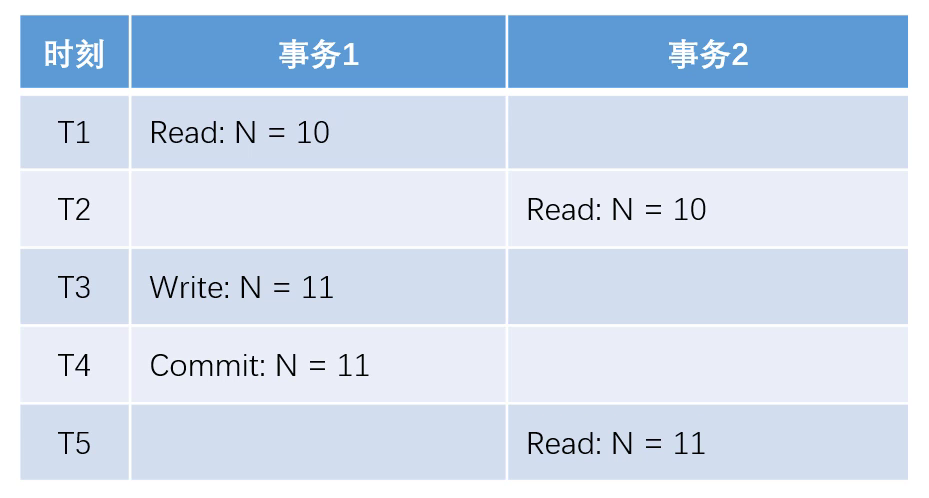 时刻 事务1 事务2
T1 Read: N = 10
T2 Read: N = 10
T3 Write: N = 11
T4 Commit: N = 11
T5 Read: N = 11